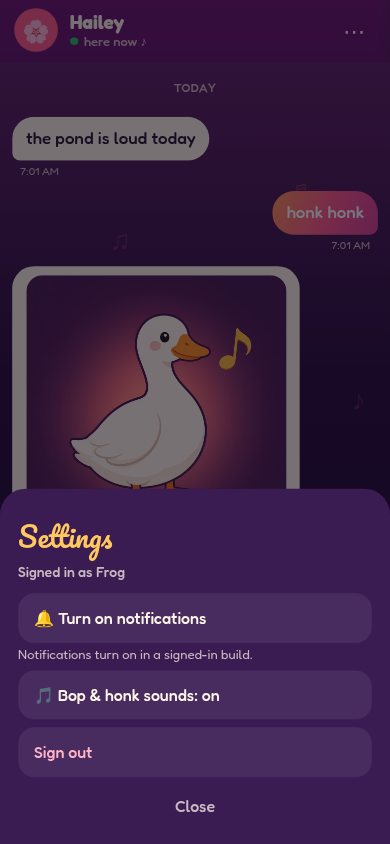 Hailey
here now ♪
TODAY
the pond is loud today
7:01 AM
honk honk
7:01 AM
Settings
Signed in as Frog
🔔 Turn on notifications
Notifications turn on in a signed-in build.
🎵 Bop & honk sounds: on
Sign out
Close